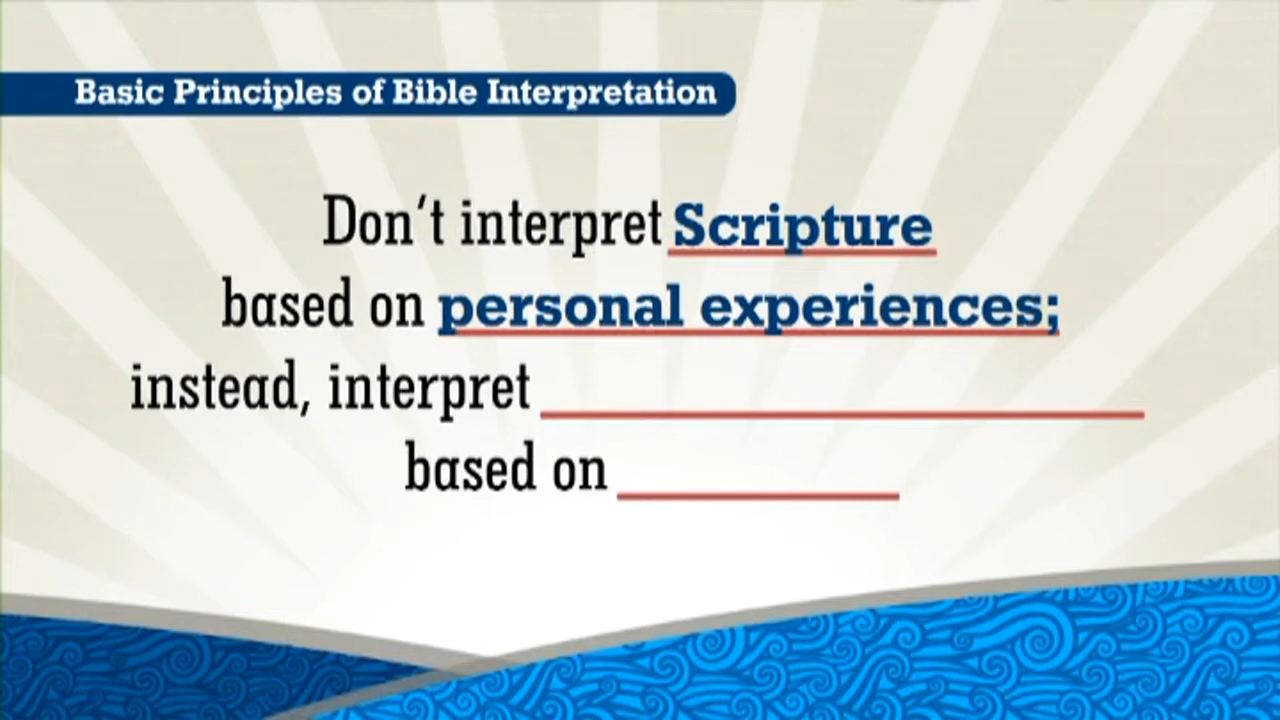 Basic Principles of Bible Interpretation
Don't interpret Scripture
based on personal experiences;
instead, interpret
based on